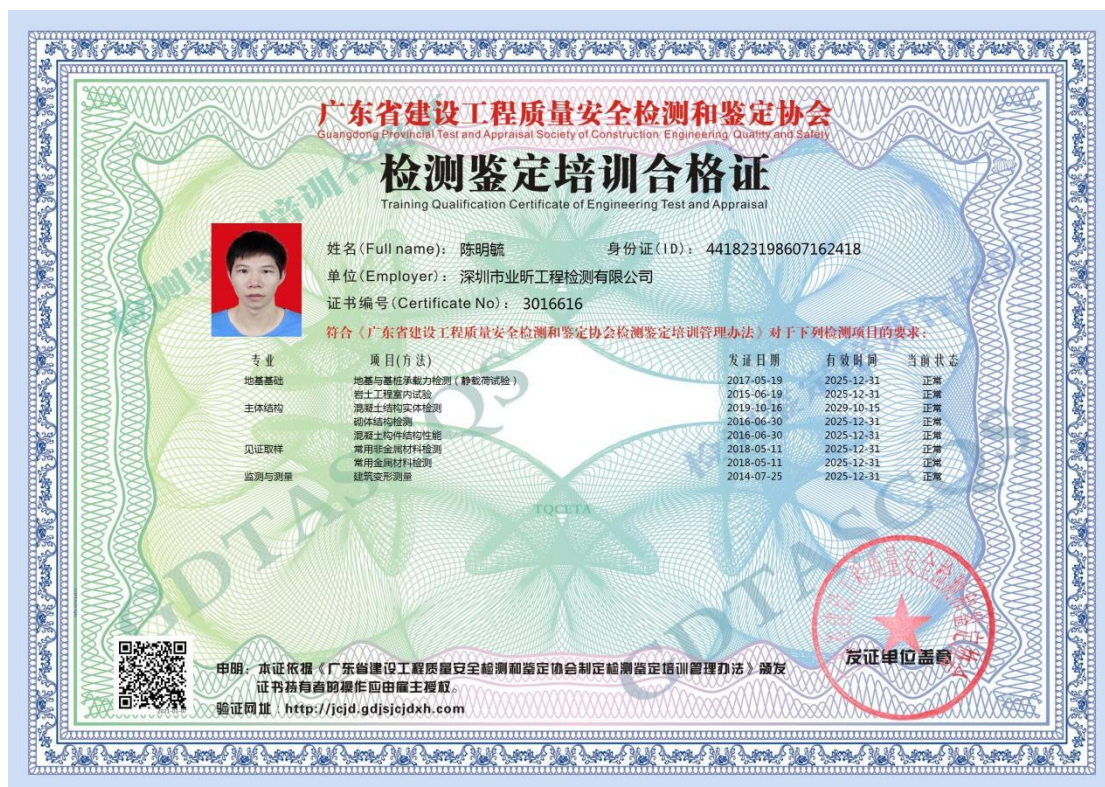 广东省建设工程质量安全检测和鉴定协会
Guangdong Provincial Test and Appraisal Society of Construction Engineering Quality and Safety
检测鉴定培训合格证
Training Qualification Certificate of Engineering Test and Appraisal
姓名(Full name): 陈明毓 身份证(ID): 441823198607162418
单位(Employer): 深圳市业昕工程检测有限公司
证书编号(Certificate No): 3016616
符合《广东省建设工程质量安全检测和鉴定协会检测鉴定培训管理办法》对于下列检测项目的要求:
专业 项目(方法) 发证日期 有效时间 当前状态
地基基础 地基与基桩承载力检测(静载荷试验) 2017-05-19 2025-12-31 正常
岩土工程室内试验 2015-06-19 2025-12-31 正常
主体结构 混凝土结构实体检测 2019-10-16 2029-10-15 正常
砌体结构检测 2016-06-30 2025-12-31 正常
混凝土构件结构性能 2016-06-30 2025-12-31 正常
见证取样 常用非金属材料检测 2018-05-11 2025-12-31 正常
常用金属材料检测 2018-05-11 2025-12-31 正常
监测与测量 建筑变形测量 2014-07-25 2025-12-31 正常
TQCETA
GDTASCQS
GDTASCQS
发证单位盖章
申明: 本证依据《广东省建设工程质量安全检测和鉴定协会制定检测鉴定培训管理办法》颁发
证书持有者的操作应由雇主授权。
验证网址: http://jcjd.gdjsjcjdxh.com